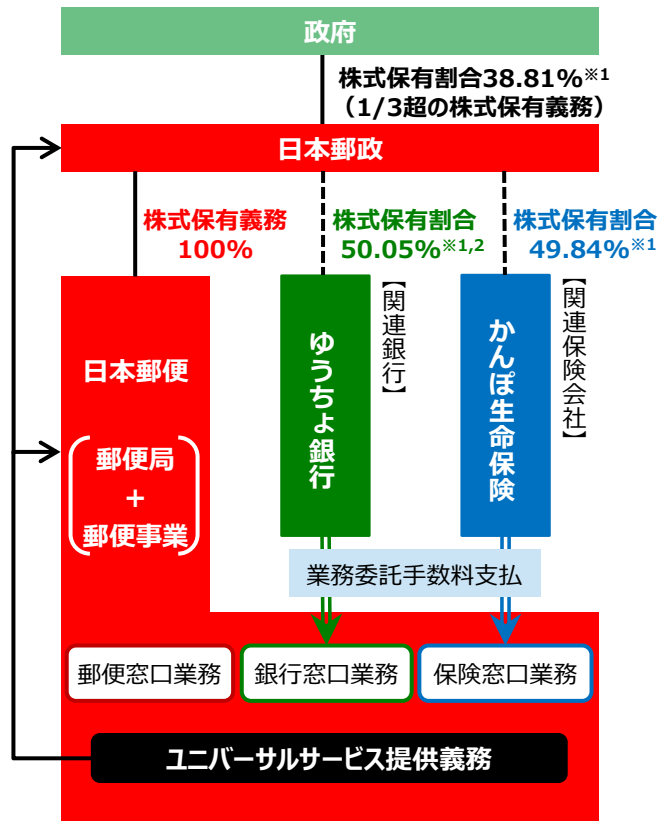 政府
株式保有割合38.81%※1
（1/3超の株式保有義務）
日本郵政
株式保有義務
100%
株式保有割合
50.05%※1,2
株式保有割合
49.84%※1
日本郵便
郵便局
+
郵便事業
ゆうちょ銀行
【関連銀行】
かんぽ生命保険
【関連保険会社】
業務委託手数料支払
郵便窓口業務
銀行窓口業務
保険窓口業務
ユニバーサルサービス提供義務